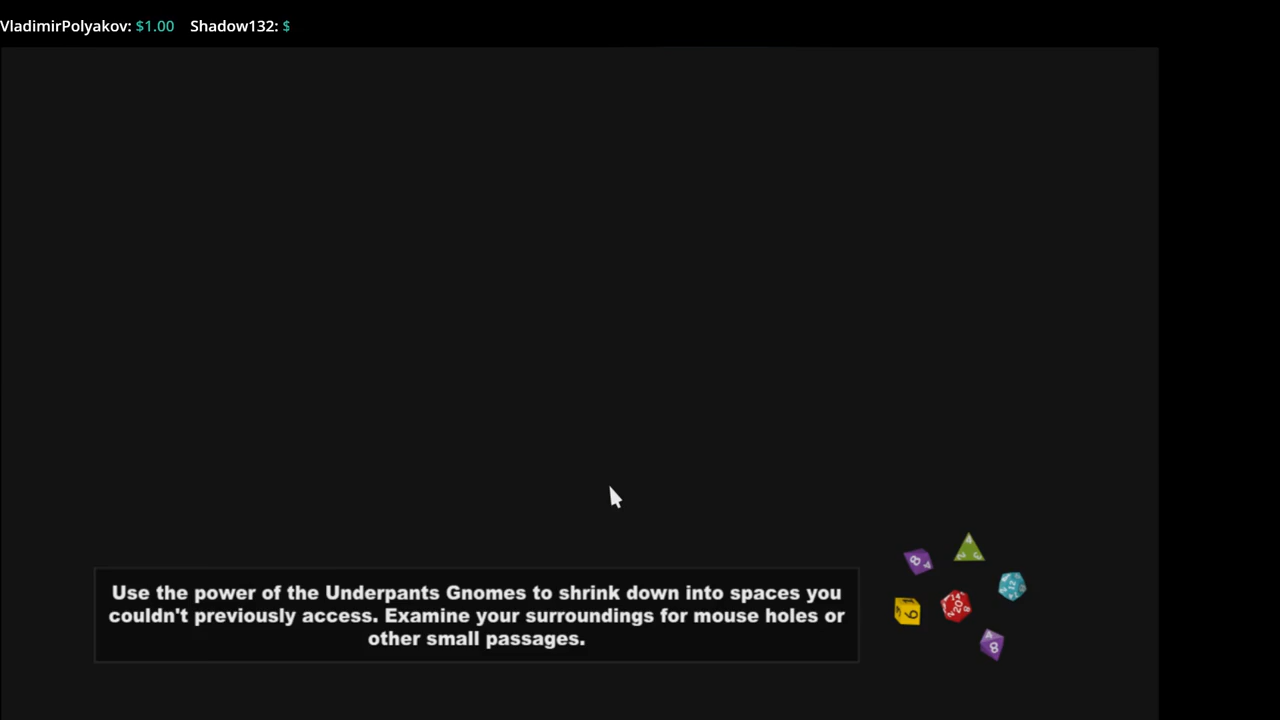 VladimirPolyakov: $1.00 Shadow132: $
Use the power of the Underpants Gnomes to shrink down into spaces you
couldn't previously access. Examine your surroundings for mouse holes or
other small passages.